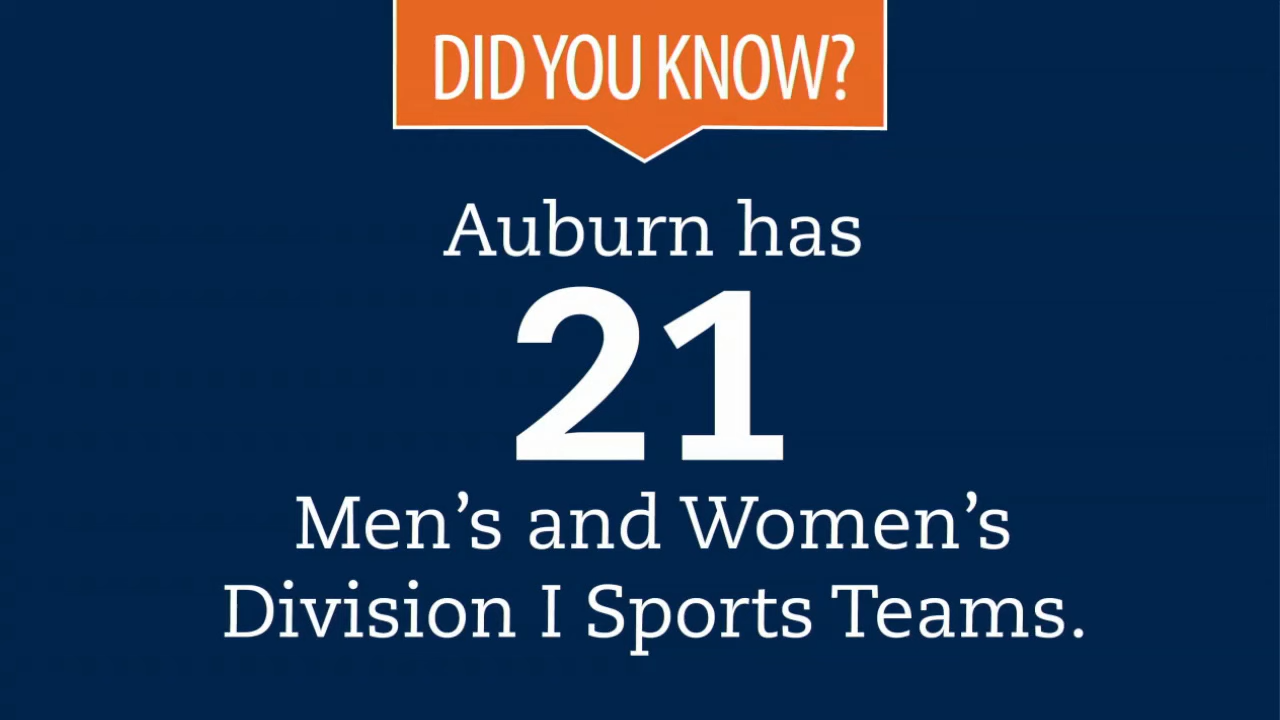 DID YOU KNOW?
Auburn has
21
Men’s and Women’s
Division I Sports Teams.